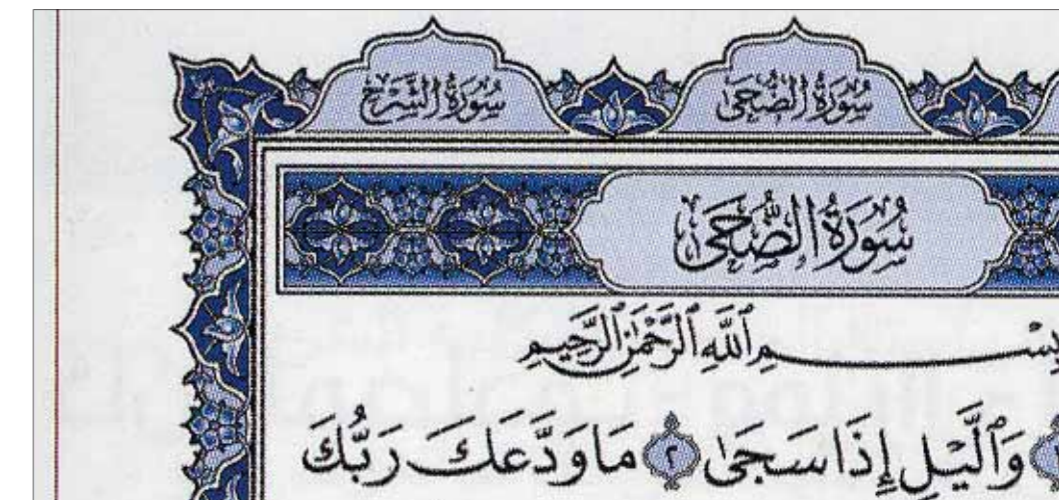 سُورَةُ الضُّحَىٰ سُورَةُ الشَّرْحِ
سُورَةُ الضُّحَىٰ
بِسْمِ ٱللَّهِ ٱلرَّحْمَٰنِ ٱلرَّحِيمِ
وَٱلَّيْلِ إِذَا سَجَىٰ ٢ مَا وَدَّعَكَ رَبُّكَ